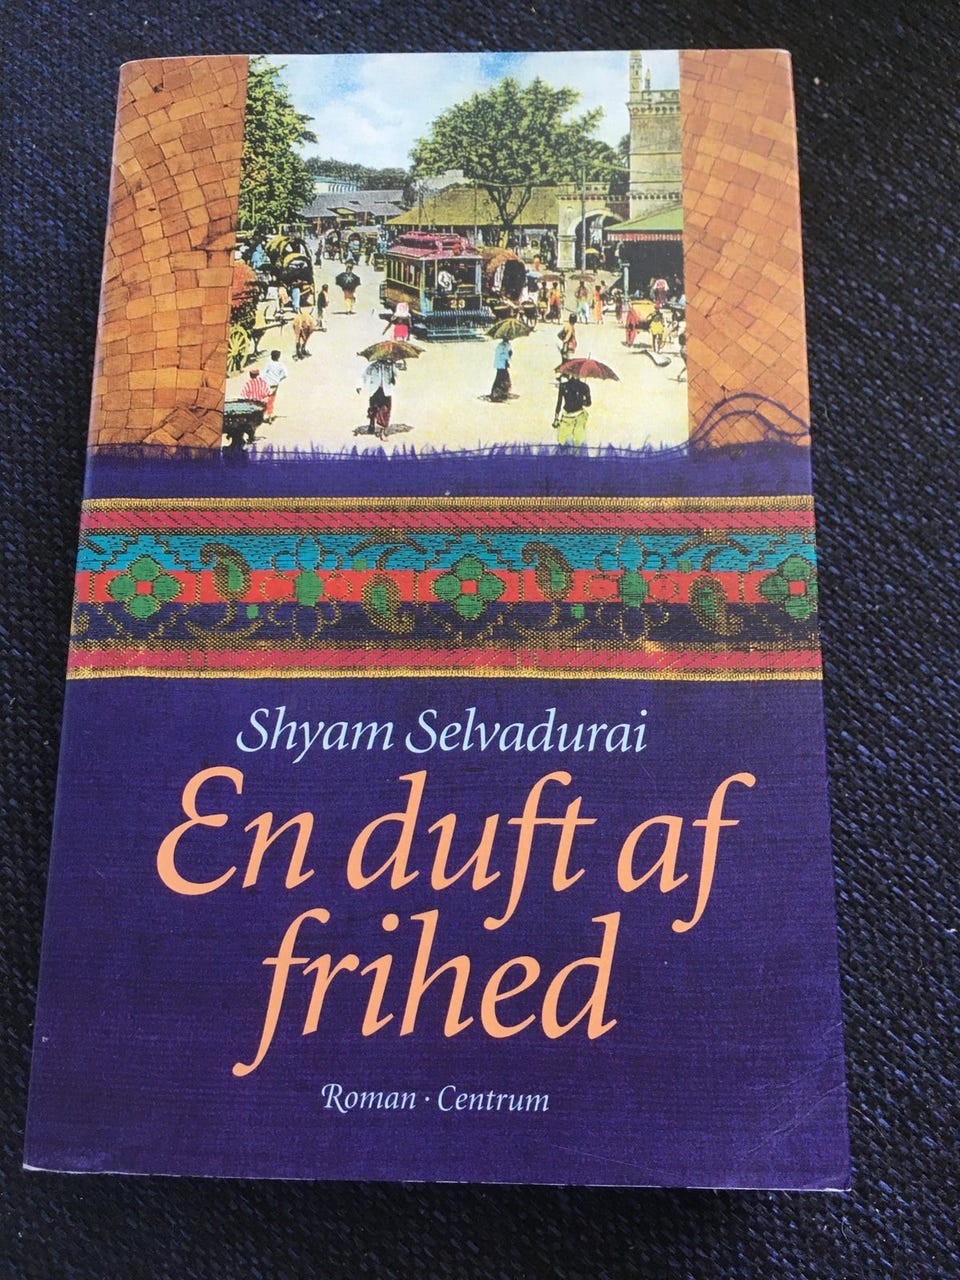 Shyam Selvadurai
En duft af
frihed
Roman · Centrum